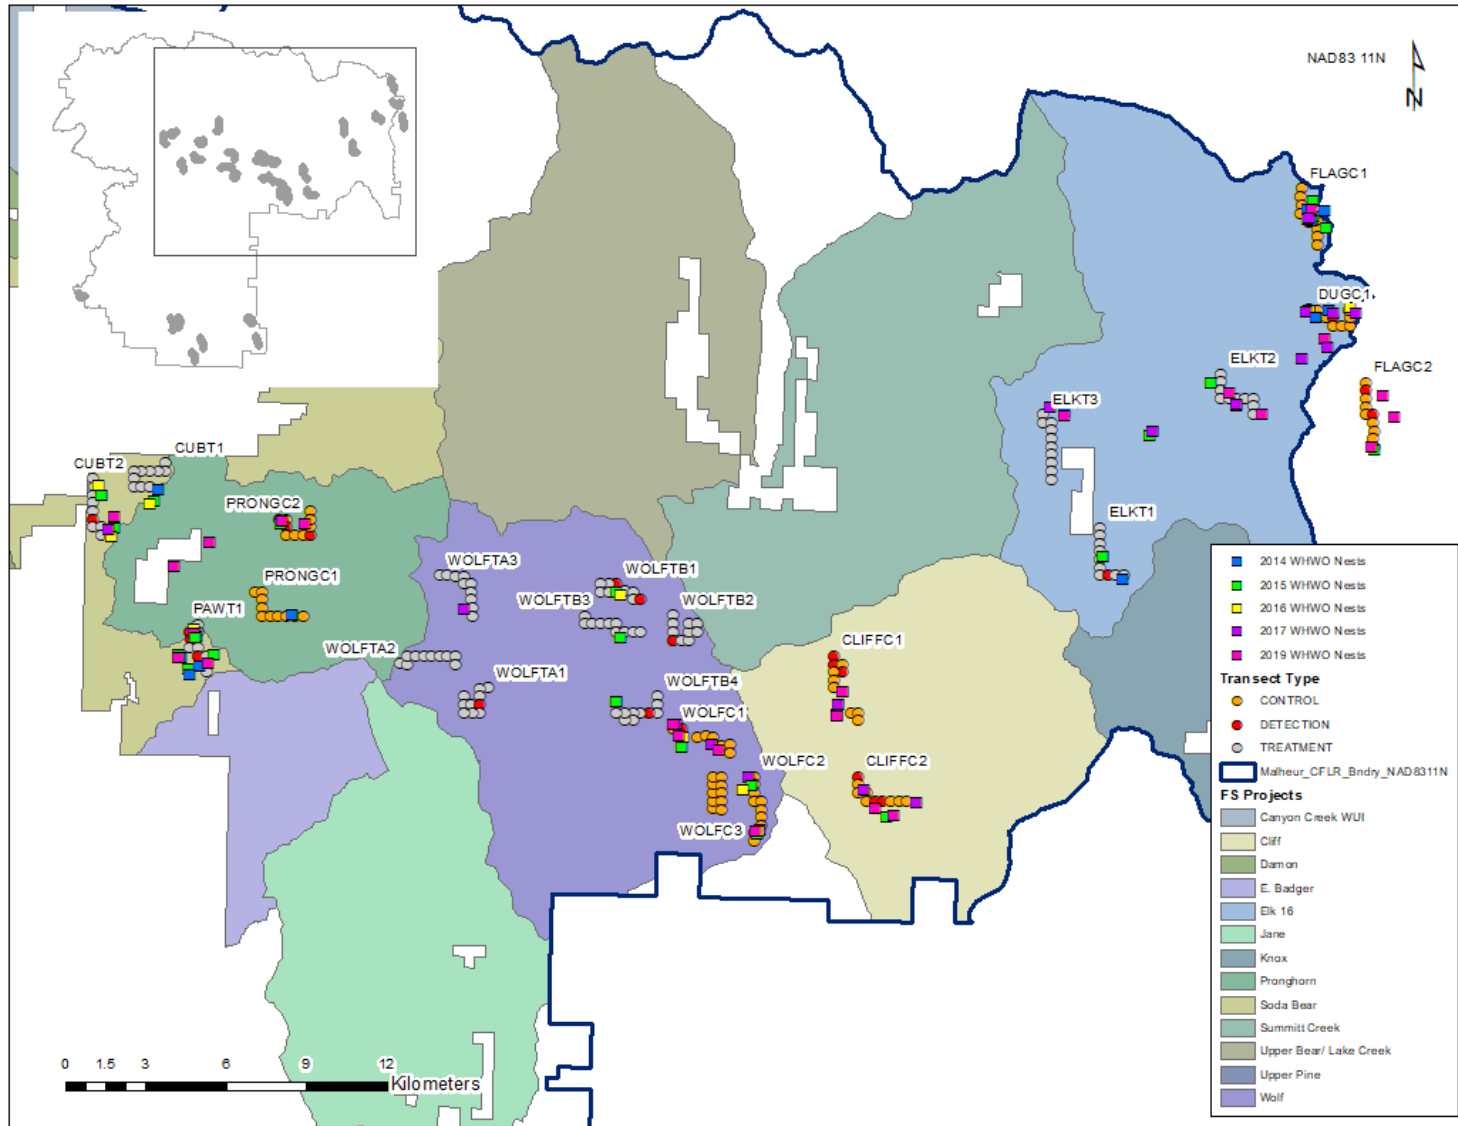 NAD83 11N
N
FLAGC1
DUGC1
ELKT2
FLAGC2
ELKT3
CUBT1
CUBT2
PRONGC2
ELKT1
WOLFTA3
WOLFTB1
PRONGC1
WOLFTB3
WOLFTB2
PAWT1
WOLFTA2
CLIFFC1
WOLFTA1
WOLFTB4
WOLFC1
WOLFC2
CLIFFC2
WOLFC3
2014 WHWO Nests
2015 WHWO Nests
2016 WHWO Nests
2017 WHWO Nests
2019 WHWO Nests
Transect Type
CONTROL
DETECTION
TREATMENT
Malheur_CFLR_Bndry_NAD8311N
FS Projects
Canyon Creek WUI
Cliff
Damon
E. Badger
Elk 16
Jane
Knox
Pronghorn
Soda Bear
Summitt Creek
Upper Bear/ Lake Creek
Upper Pine
Wolf
0 1.5 3 6 9 12
Kilometers